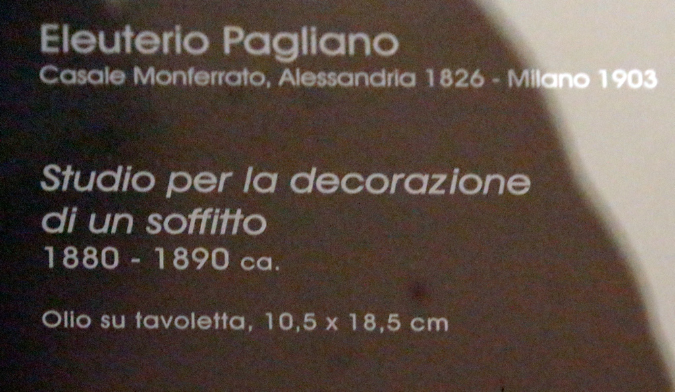 Eleuterio Pagliano
Casale Monferrato, Alessandria 1826 - Milano 1903
Studio per la decorazione
di un soffitto
1880 - 1890 ca.
Olio su tavoletta, 10,5 x 18,5 cm